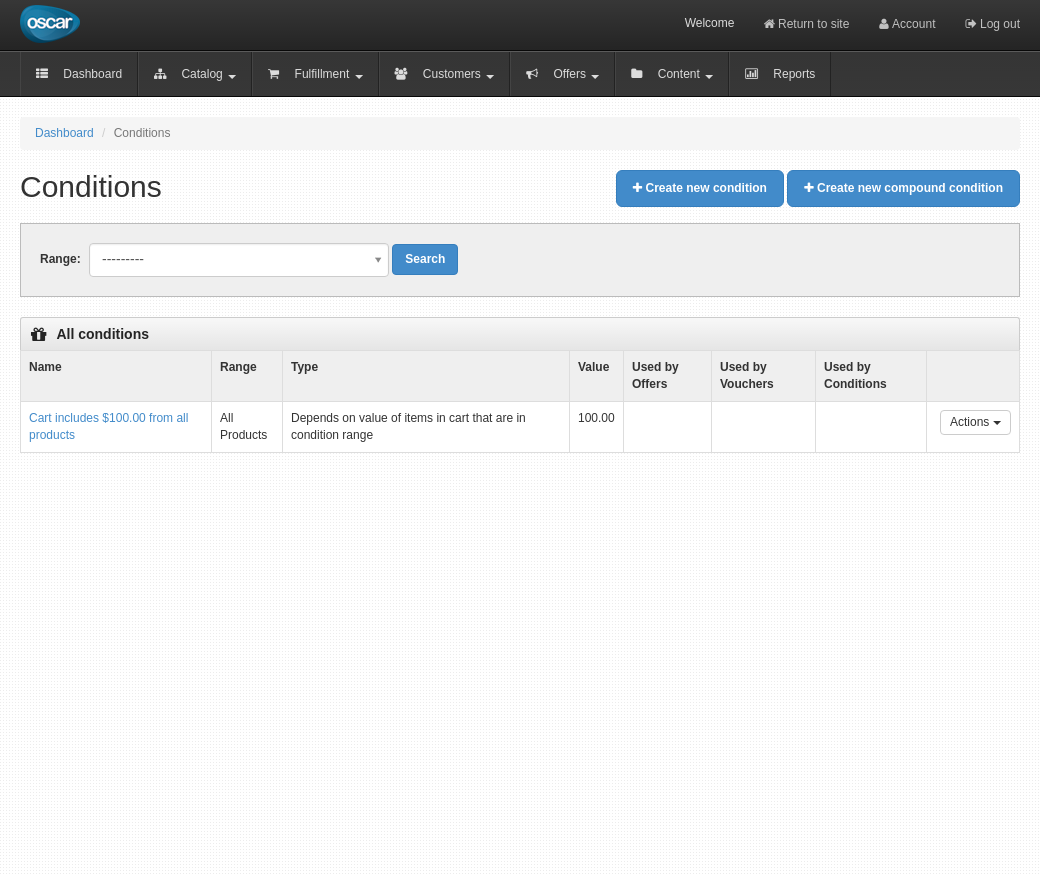 oscar
Welcome
Return to site
Account
Log out
Dashboard
Catalog
Fulfillment
Customers
Offers
Content
Reports
Dashboard / Conditions
Conditions
Create new condition
Create new compound condition
Range:
---------
Search
All conditions
Name
Range
Type
Value
Used by
Offers
Used by
Vouchers
Used by
Conditions
Cart includes $100.00 from all
products
All
Products
Depends on value of items in cart that are in
condition range
100.00
Actions